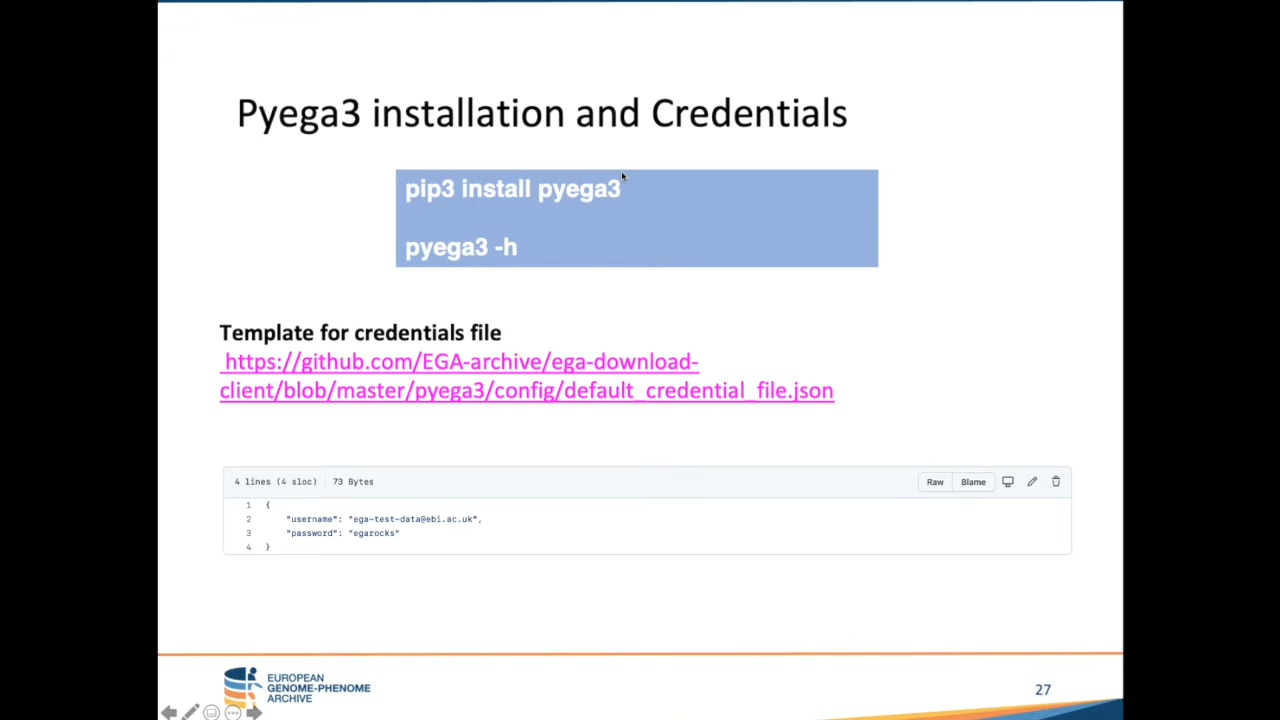 Pyega3 installation and Credentials
pip3 install pyega3
pyega3 -h
Template for credentials file
https://github.com/EGA-archive/ega-download-
client/blob/master/pyega3/config/default_credential_file.json
4 lines (4 sloc) 73 Bytes Raw Blame
1 {
2 "username": "ega-test-data@ebi.ac.uk",
3 "password": "egarocks"
4 }
EUROPEAN
GENOME-PHENOME
ARCHIVE
27